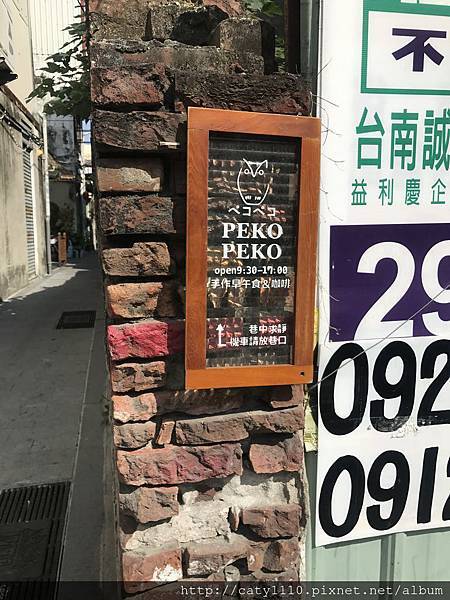 ペコペコ
PEKO
PEKO
open9:30-17:00
手作早午食&咖啡
巷中求靜
機車請放巷口
不
台南誠
益利慶企
29
092
0912
http://caty1110.pixnet.net/album